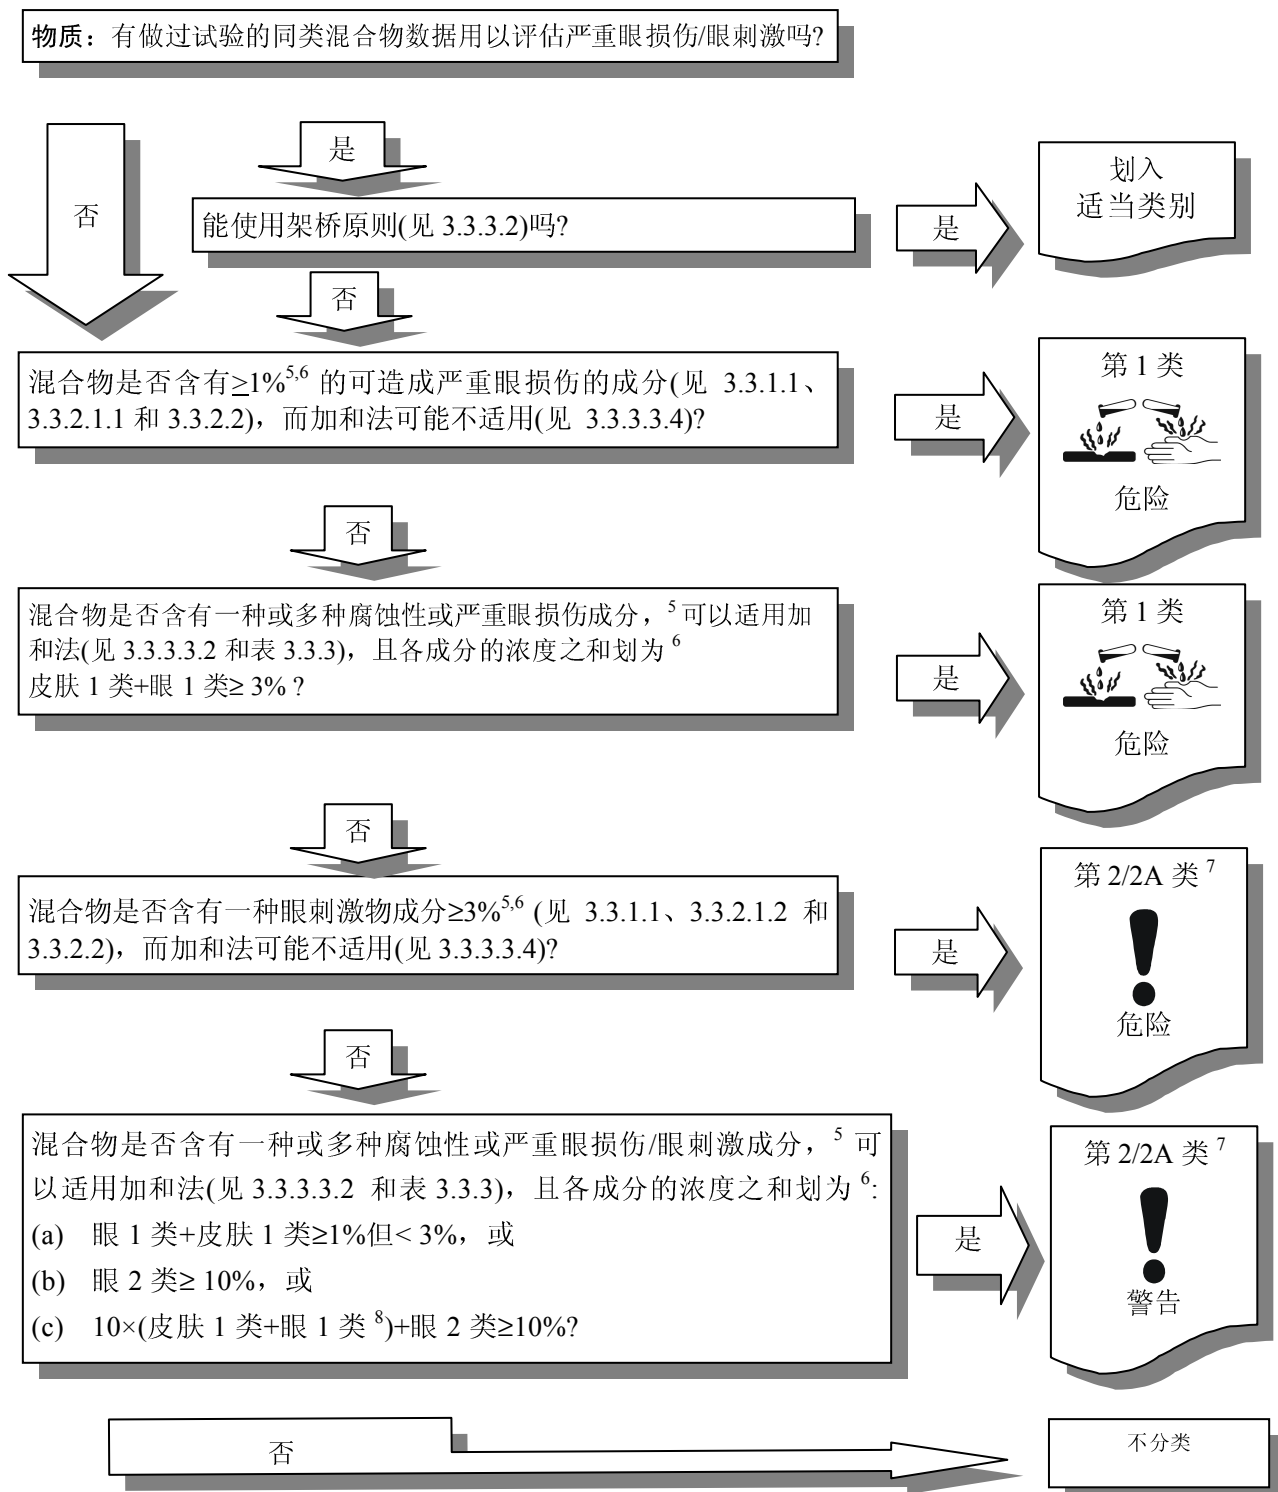 物质：有做过试验的同类混合物数据用以评估严重眼损伤/眼刺激吗?
是
否
能使用架桥原则(见 3.3.3.2)吗?
是
划入
适当类别
否
混合物是否含有≥1%5,6 的可造成严重眼损伤的成分(见 3.3.1.1、
3.3.2.1.1 和 3.3.2.2)，而加和法可能不适用(见 3.3.3.3.4)?
是
第 1 类
危险
否
混合物是否含有一种或多种腐蚀性或严重眼损伤成分，5 可以适用加
和法(见 3.3.3.3.2 和表 3.3.3)，且各成分的浓度之和划为 6
皮肤 1 类+眼 1 类≥ 3% ?
是
第 1 类
危险
否
混合物是否含有一种眼刺激物成分≥3%5,6 (见 3.3.1.1、3.3.2.1.2 和
3.3.2.2)，而加和法可能不适用(见 3.3.3.3.4)?
是
第 2/2A 类 7
危险
否
混合物是否含有一种或多种腐蚀性或严重眼损伤/眼刺激成分，5 可
以适用加和法(见 3.3.3.3.2 和表 3.3.3)，且各成分的浓度之和划为 6:
(a) 眼 1 类+皮肤 1 类≥1%但< 3%，或
(b) 眼 2 类≥ 10%，或
(c) 10×(皮肤 1 类+眼 1 类 8)+眼 2 类≥10%?
是
第 2/2A 类 7
警告
否
不分类